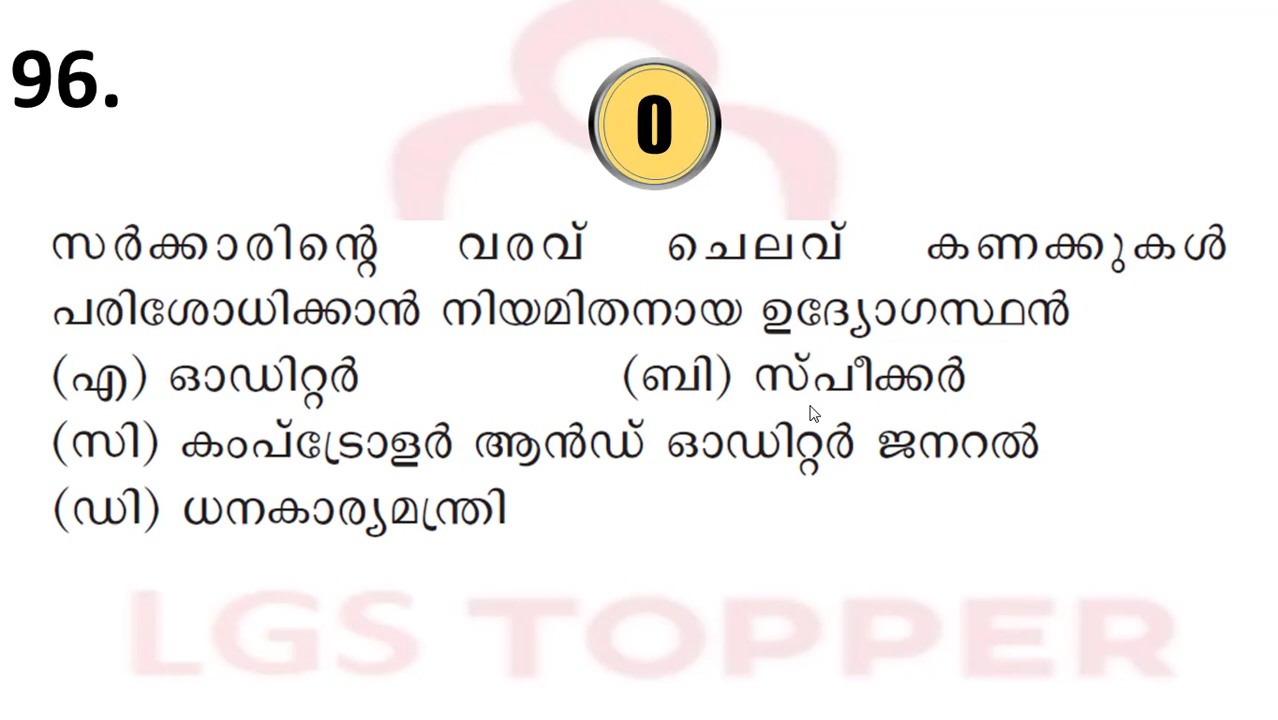 96.
0
സർക്കാരിന്റെ വരവ് ചെലവ് കണക്കുകൾ
പരിശോധിക്കാൻ നിയമിതനായ ഉദ്യോഗസ്ഥൻ
(എ) ഓഡിറ്റർ (ബി) സ്പീക്കർ
(സി) കംപ്ട്രോളർ ആൻഡ് ഓഡിറ്റർ ജനറൽ
(ഡി) ധനകാര്യമന്ത്രി
LGS TOPPER